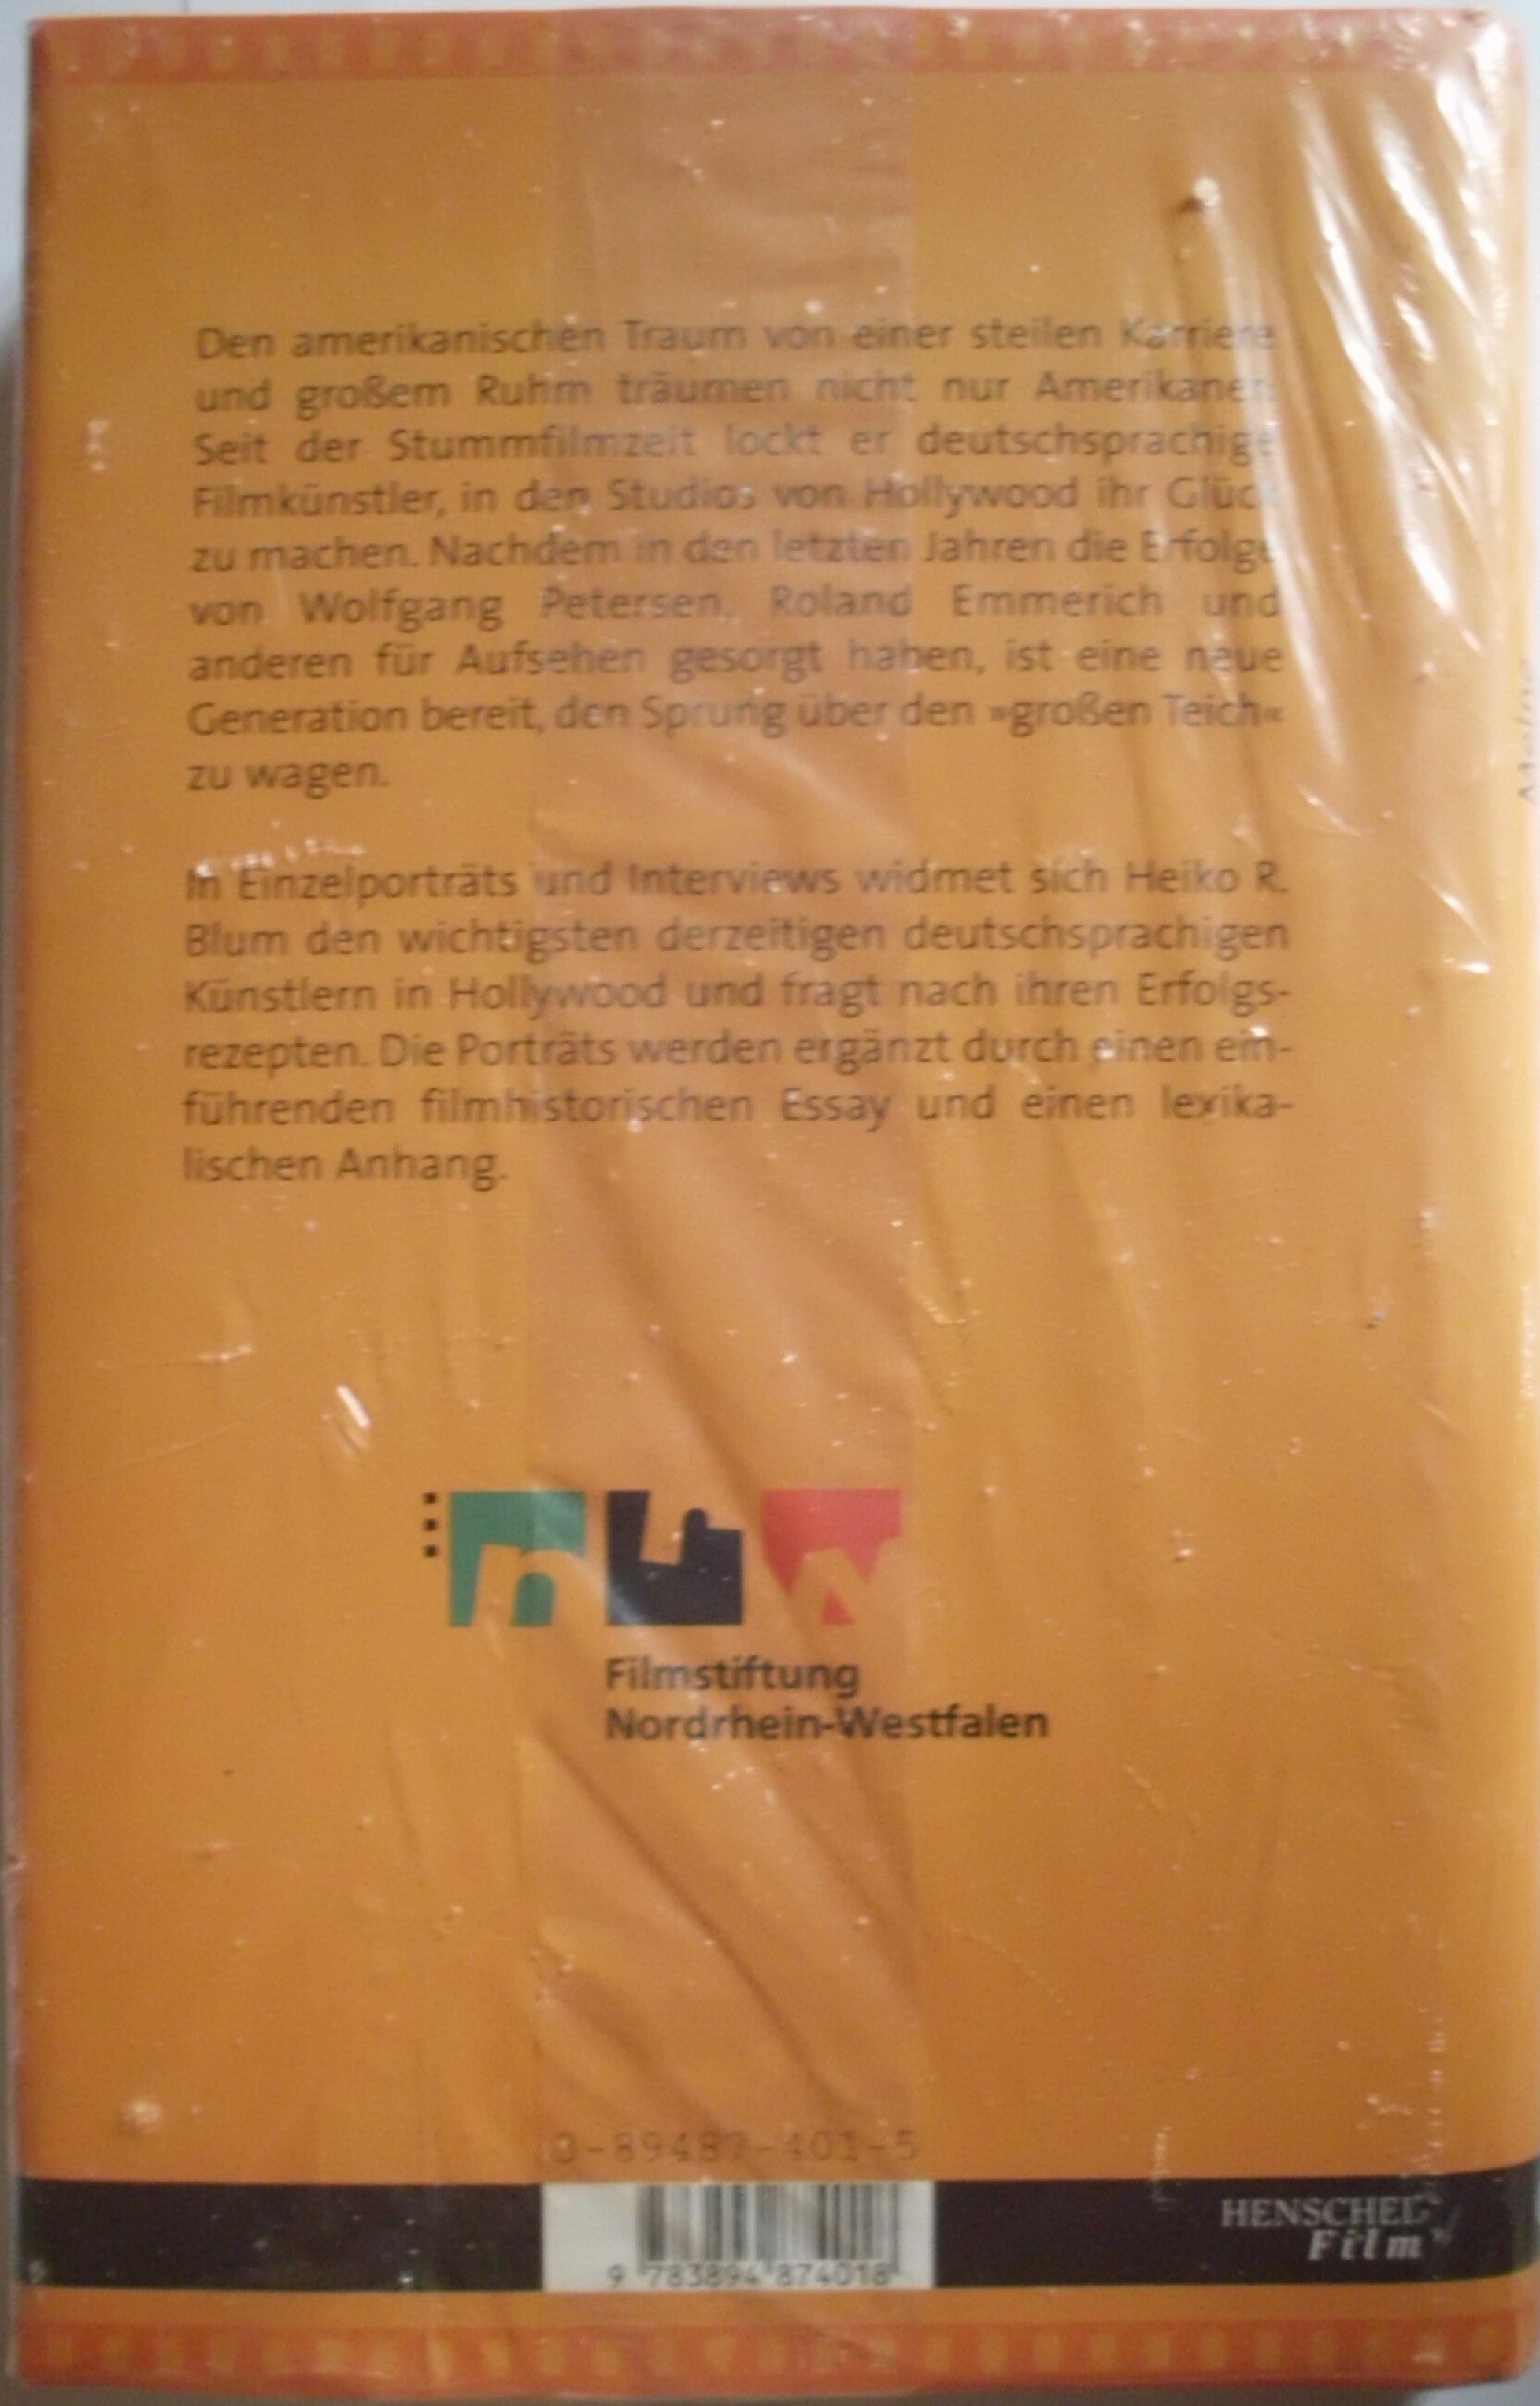 Den amerikanischen Traum von einer steilen Karriere
und großem Ruhm träumen nicht nur Amerikaner.
Seit der Stummfilmzeit lockt er deutschsprachige
Filmkünstler, in den Studios von Hollywood ihr Glück
zu machen. Nachdem in den letzten Jahren die Erfolge
von Wolfgang Petersen, Roland Emmerich und
anderen für Aufsehen gesorgt haben, ist eine neue
Generation bereit, den Sprung über den »großen Teich«
zu wagen.
In Einzelporträts und Interviews widmet sich Heiko R.
Blum den wichtigsten derzeitigen deutschsprachigen
Künstlern in Hollywood und fragt nach ihren Erfolgs-
rezepten. Die Porträts werden ergänzt durch einen ein-
führenden filmhistorischen Essay und einen lexika-
lischen Anhang.
nrw
Filmstiftung
Nordrhein-Westfalen
-89487-401-5
9 783894 874018
HENSCHEL
Film